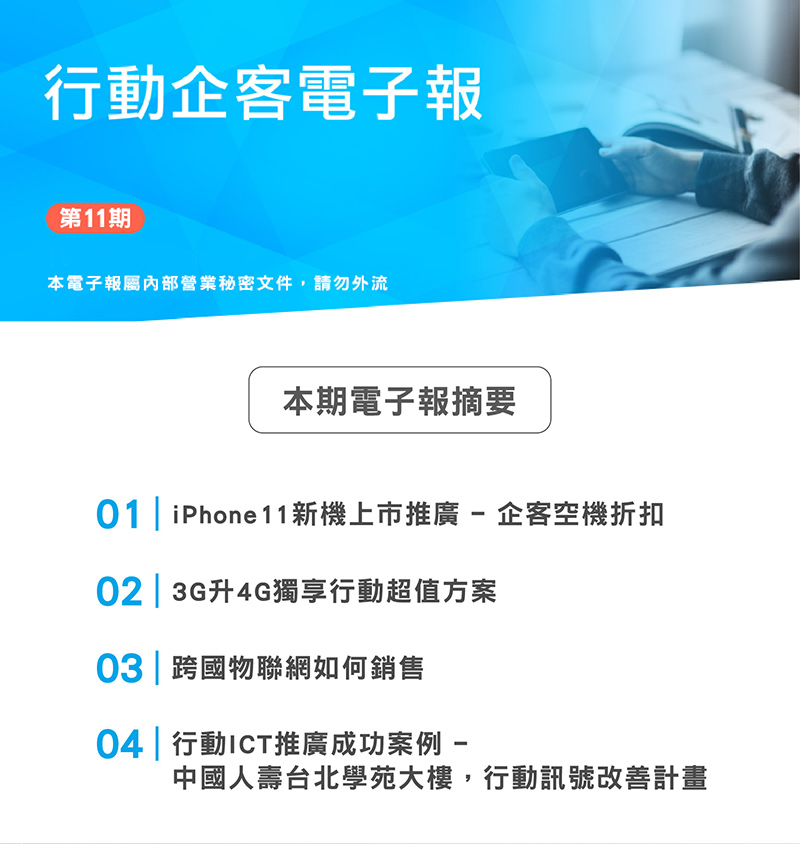 行動企客電子報
第11期
本電子報屬內部營業秘密文件，請勿外流
本期電子報摘要
01 | iPhone11新機上市推廣 - 企客空機折扣
02 | 3G升4G獨享行動超值方案
03 | 跨國物聯網如何銷售
04 | 行動ICT推廣成功案例 -
中國人壽台北學苑大樓，行動訊號改善計畫